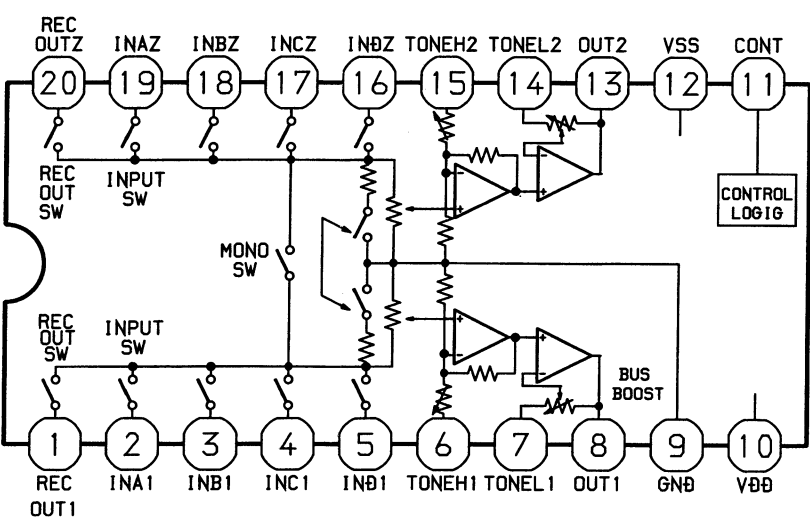 REC
OUTZ INAZ INBZ INCZ INDZ TONEH2 TONEL2 OUT2 VSS CONT
20 19 18 17 16 15 14 13 12 11
REC
OUT
SW
INPUT
SW
CONTROL
LOGIG
MONO
SW
REC
OUT
SW
INPUT
SW
BUS
BOOST
1 2 3 4 5 6 7 8 9 10
REC
OUT1
INA1 INB1 INC1 IND1 TONEH1 TONEL1 OUT1 GND VDD